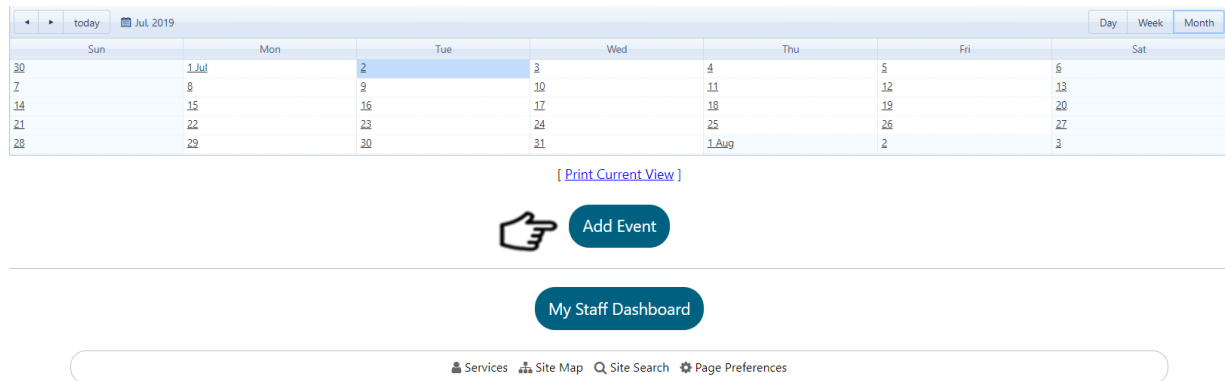 today Jul, 2019 Day Week Month
Sun Mon Tue Wed Thu Fri Sat
30 1 Jul 2 3 4 5 6
7 8 9 10 11 12 13
14 15 16 17 18 19 20
21 22 23 24 25 26 27
28 29 30 31 1 Aug 2 3
[ Print Current View ]
Add Event
My Staff Dashboard
Services Site Map Site Search Page Preferences